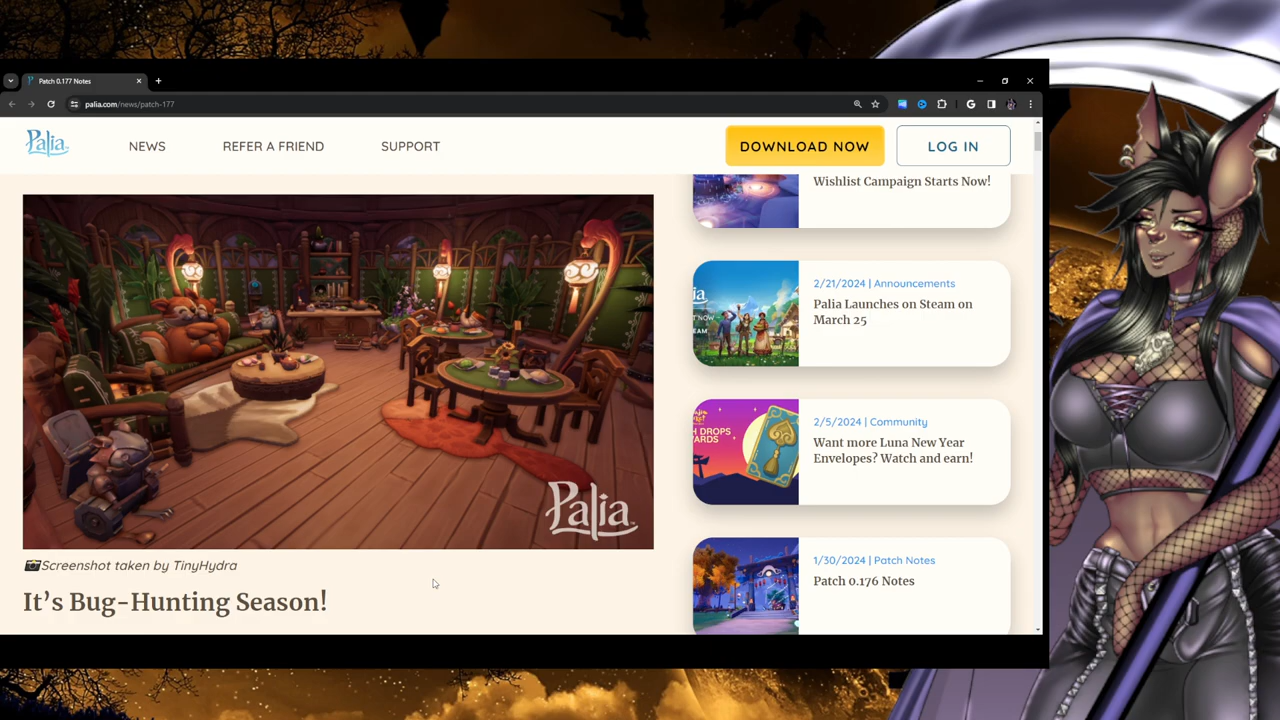 Patch 0.177 Notes
palia.com/news/patch-177
Palia
NEWS
REFER A FRIEND
SUPPORT
DOWNLOAD NOW
LOG IN
Palia
Screenshot taken by TinyHydra
It's Bug-Hunting Season!
Wishlist Campaign Starts Now!
2/21/2024 | Announcements
Palia Launches on Steam on
March 25
2/5/2024 | Community
Want more Luna New Year
Envelopes? Watch and earn!
1/30/2024 | Patch Notes
Patch 0.176 Notes